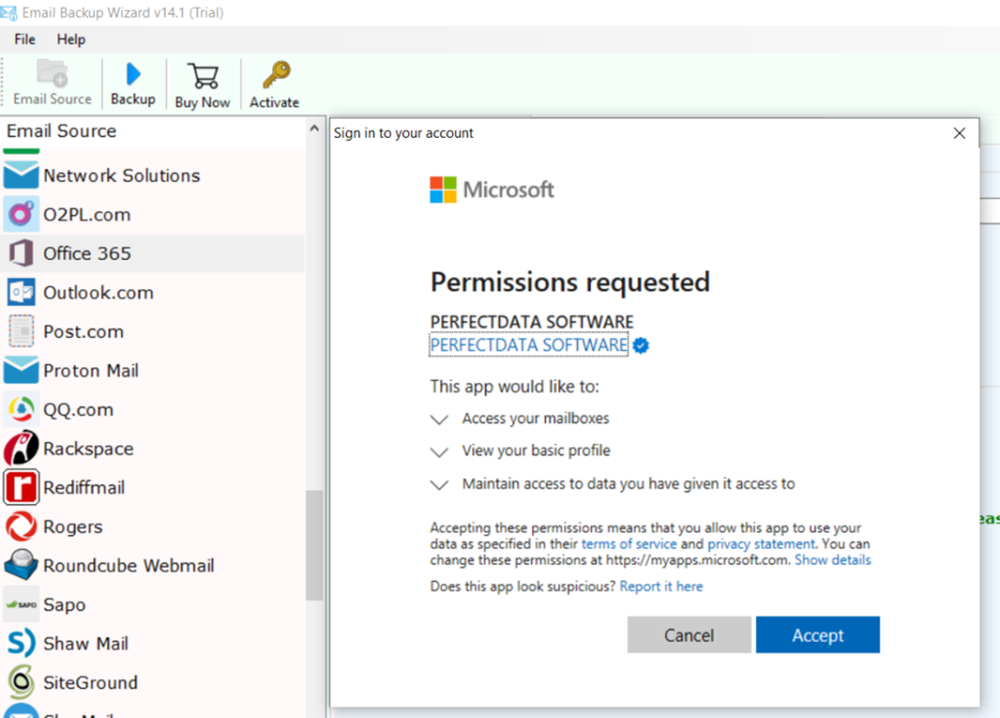 Email Backup Wizard v14.1 (Trial)
File Help
Email Source Backup Buy Now Activate
Email Source
Network Solutions
O2PL.com
Office 365
Outlook.com
Post.com
Proton Mail
QQ.com
Rackspace
Rediffmail
Rogers
Roundcube Webmail
SAPO Sapo
Shaw Mail
SiteGround
Sign in to your account
Microsoft
Permissions requested
PERFECTDATA SOFTWARE
PERFECTDATA SOFTWARE
This app would like to:
Access your mailboxes
View your basic profile
Maintain access to data you have given it access to
Accepting these permissions means that you allow this app to use your
data as specified in their terms of service and privacy statement. You can
change these permissions at https://myapps.microsoft.com. Show details
Does this app look suspicious? Report it here
Cancel Accept